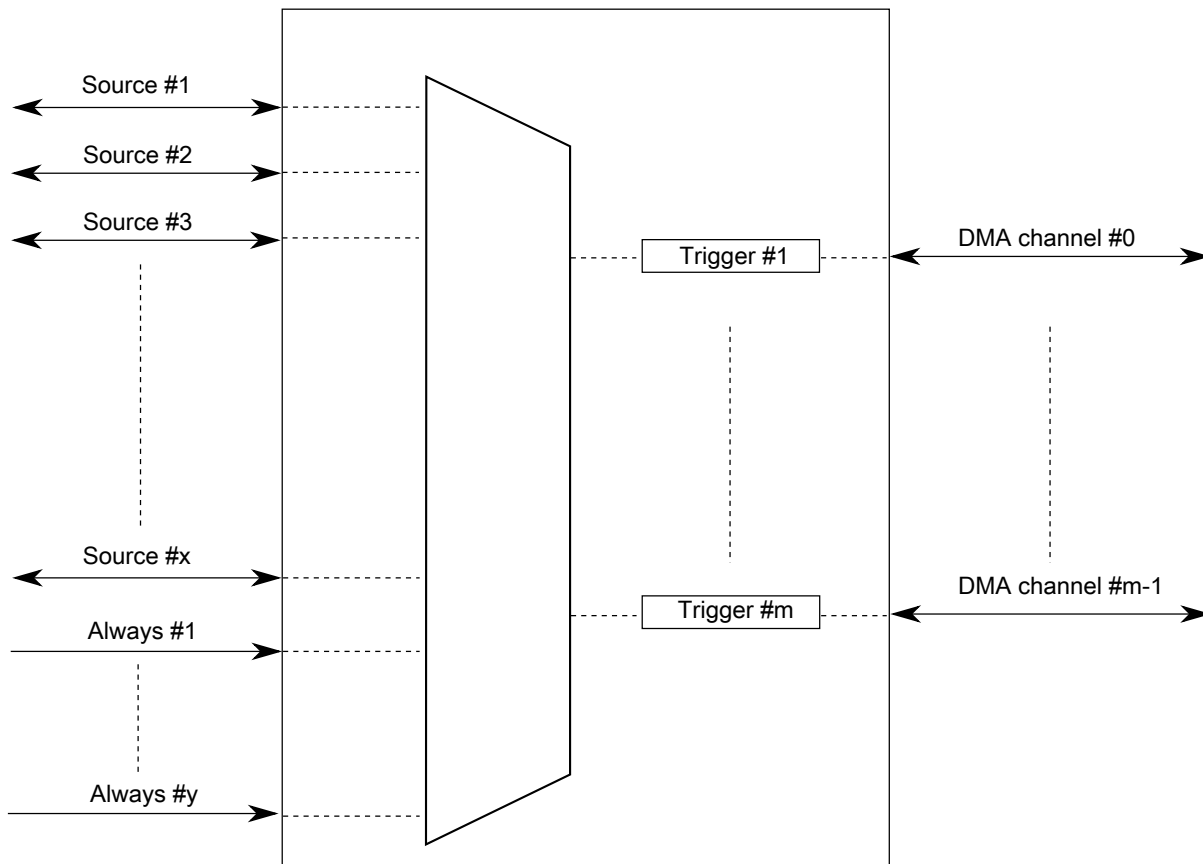 Source #1
Source #2
Source #3
Source #x
Always #1
Always #y
Trigger #1
Trigger #m
DMA channel #0
DMA channel #m-1